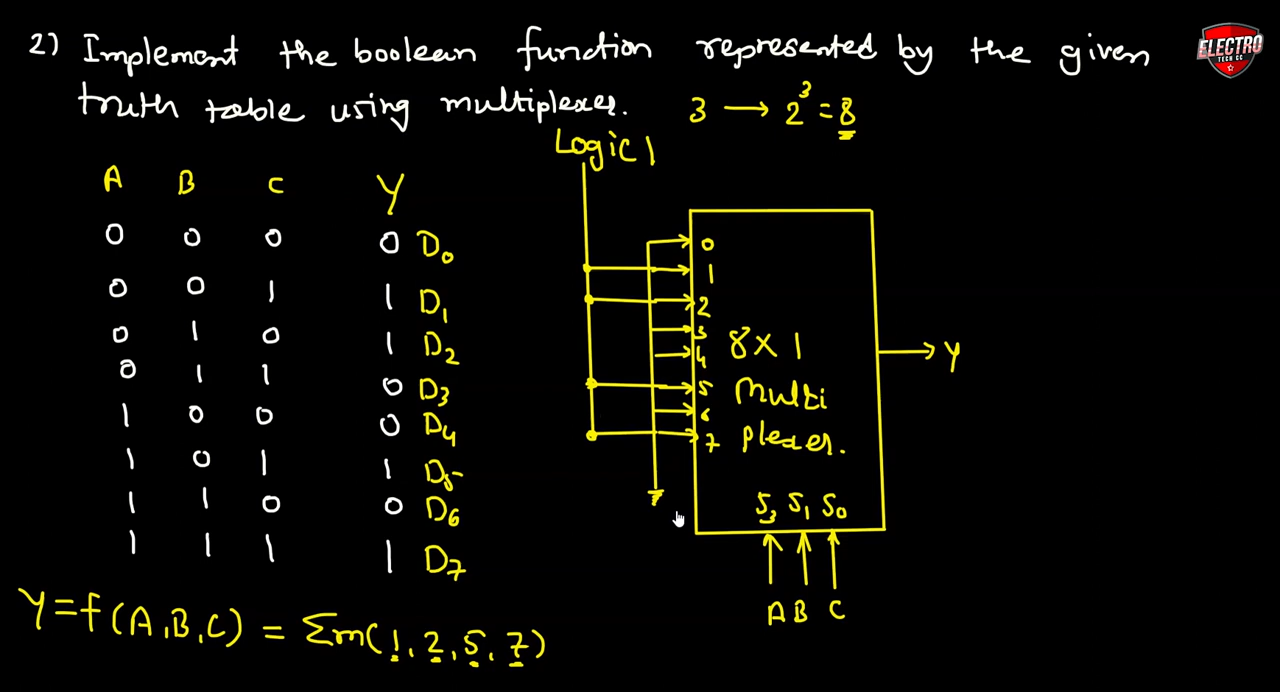 2) Implement the boolean function represented by the given
truth table using multiplexer. 3 → 2³ = 8
ELECTRO
TECH CC
Logic 1
A B C Y
0 0 0 0 D₀
0 0 1 1 D₁
0 1 0 1 D₂
0 1 1 0 D₃
1 0 0 0 D₄
1 0 1 1 D₅
1 1 0 0 D₆
1 1 1 1 D₇
0
1
2
3
4
5
6
7
8X1
Multi
plexer.
Y
S₂ S₁ S₀
A B C
Y=f(A,B,C) = Σm(1,2,5,7)